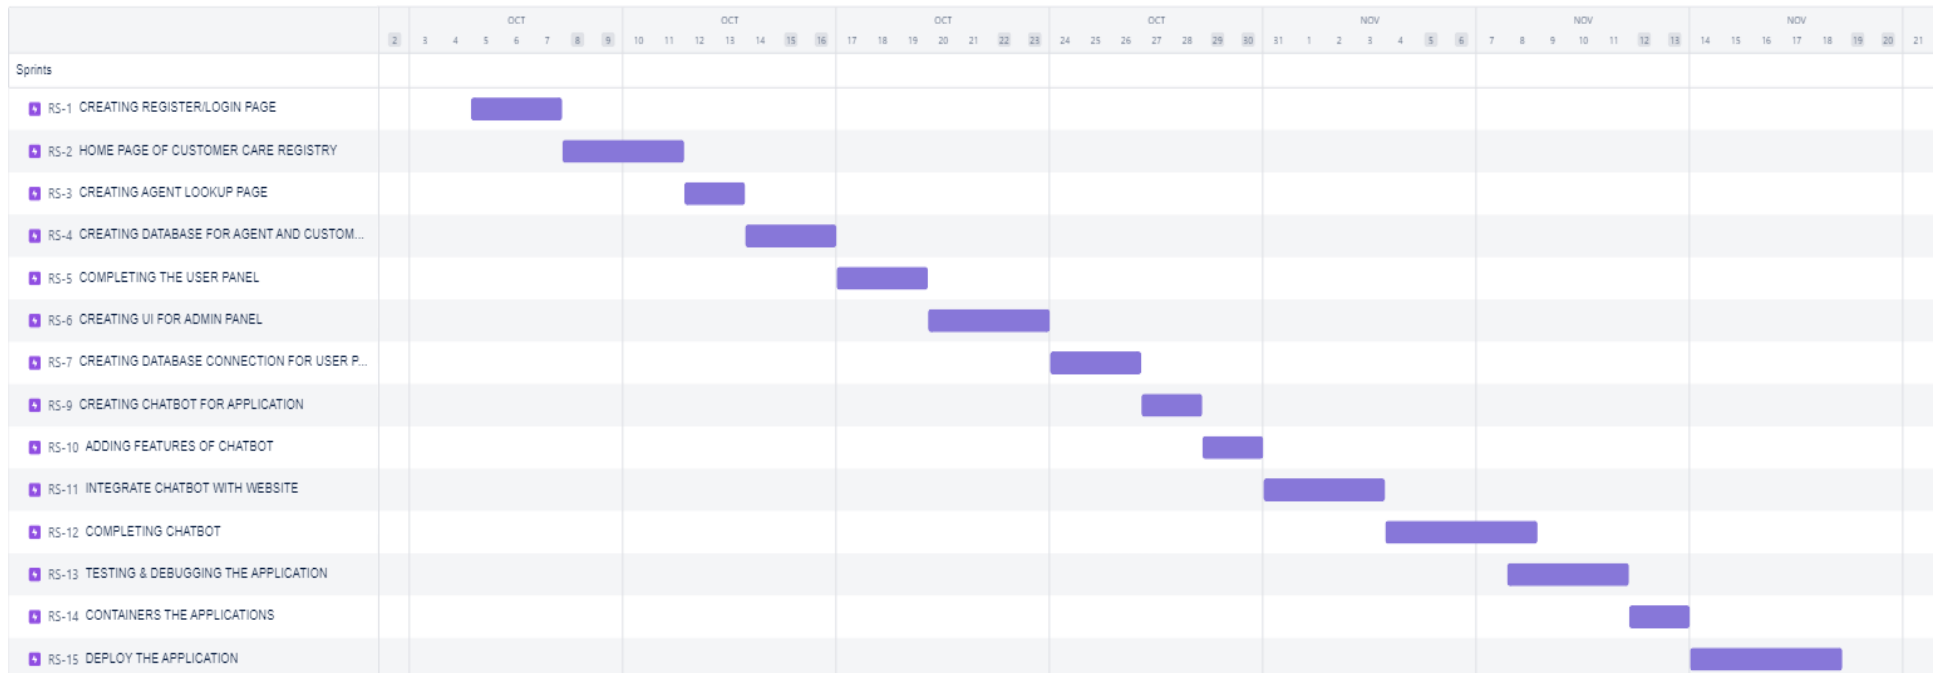 OCT OCT OCT OCT NOV NOV NOV
2 3 4 5 6 7 8 9 10 11 12 13 14 15 16 17 18 19 20 21 22 23 24 25 26 27 28 29 30 31 1 2 3 4 5 6 7 8 9 10 11 12 13 14 15 16 17 18 19 20 21
Sprints
RS-1 CREATING REGISTER/LOGIN PAGE
RS-2 HOME PAGE OF CUSTOMER CARE REGISTRY
RS-3 CREATING AGENT LOOKUP PAGE
RS-4 CREATING DATABASE FOR AGENT AND CUSTOM...
RS-5 COMPLETING THE USER PANEL
RS-6 CREATING UI FOR ADMIN PANEL
RS-7 CREATING DATABASE CONNECTION FOR USER P...
RS-9 CREATING CHATBOT FOR APPLICATION
RS-10 ADDING FEATURES OF CHATBOT
RS-11 INTEGRATE CHATBOT WITH WEBSITE
RS-12 COMPLETING CHATBOT
RS-13 TESTING & DEBUGGING THE APPLICATION
RS-14 CONTAINERS THE APPLICATIONS
RS-15 DEPLOY THE APPLICATION